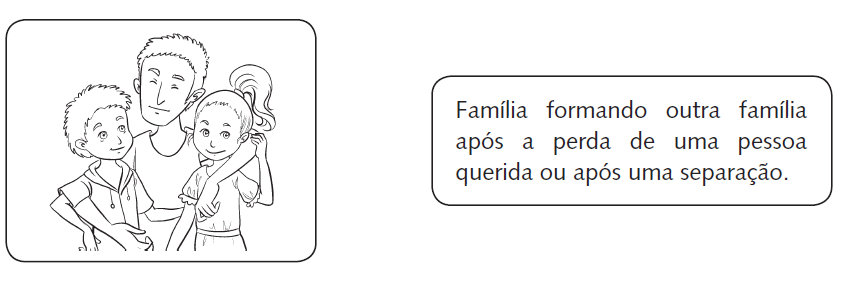 Família formando outra família
após a perda de uma pessoa
querida ou após uma separação.